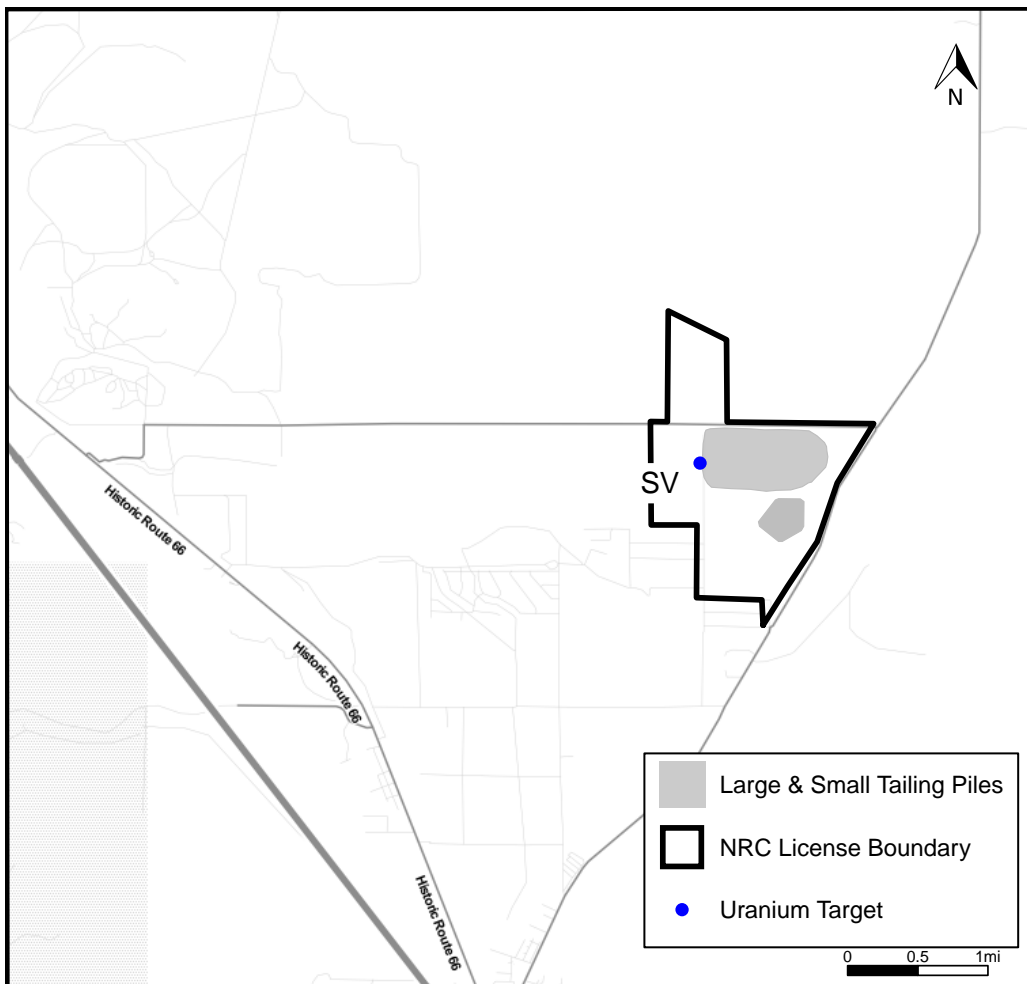 N
SV
Historic Route 66
Historic Route 66
Historic Route 66
Large & Small Tailing Piles
NRC License Boundary
Uranium Target
0 0.5 1mi